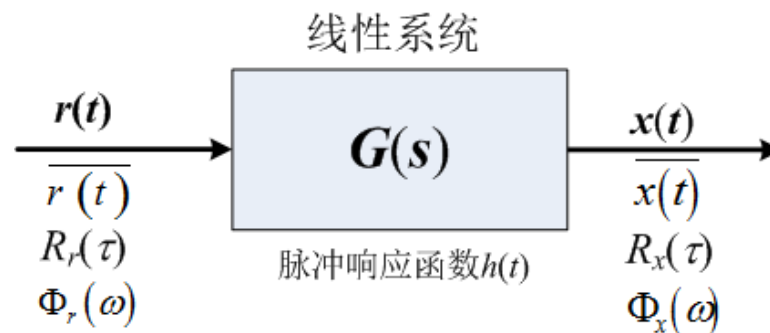 线性系统
r(t)
G(s)
x(t)
\overline{r(t)}
\overline{x(t)}
R_r(τ)
脉冲响应函数h(t)
R_x(τ)
Φ_r(ω)
Φ_x(ω)